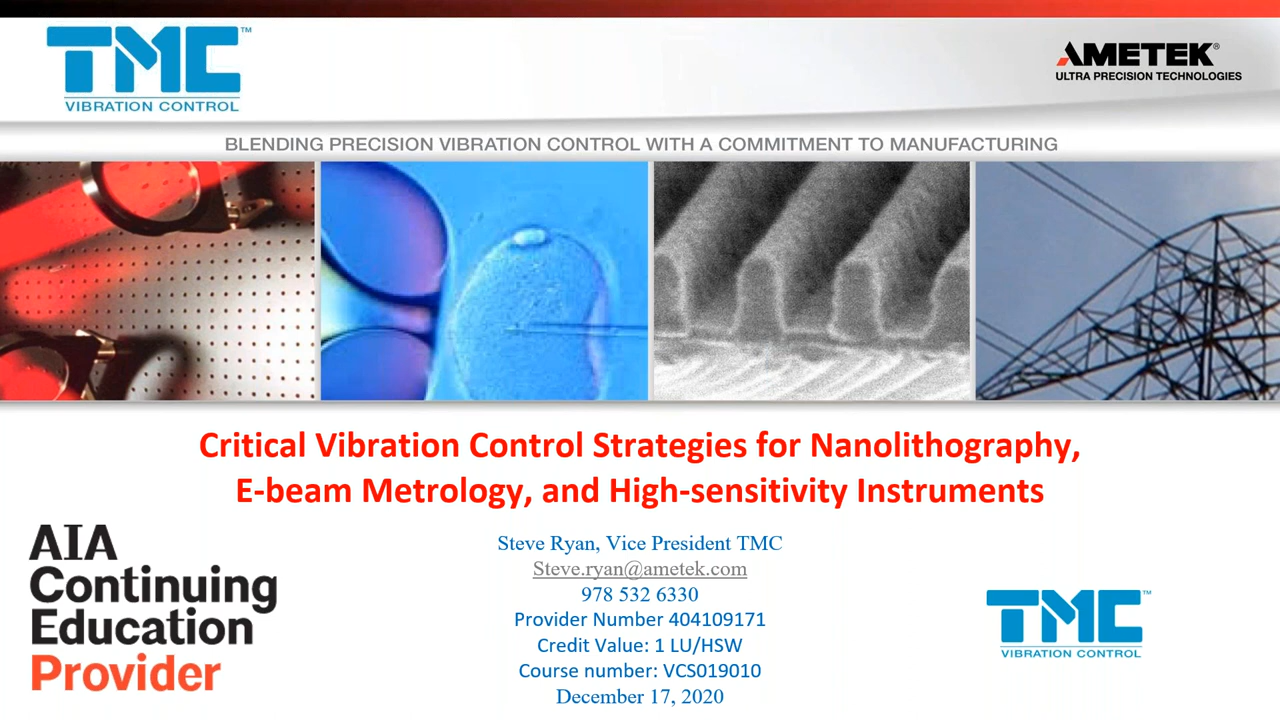 TMC™
VIBRATION CONTROL
AMETEK®
ULTRA PRECISION TECHNOLOGIES
BLENDING PRECISION VIBRATION CONTROL WITH A COMMITMENT TO MANUFACTURING
Critical Vibration Control Strategies for Nanolithography,
E-beam Metrology, and High-sensitivity Instruments
AIA
Continuing
Education
Provider
Steve Ryan, Vice President TMC
Steve.ryan@ametek.com
978 532 6330
Provider Number 404109171
Credit Value: 1 LU/HSW
Course number: VCS019010
December 17, 2020
TMC™
VIBRATION CONTROL